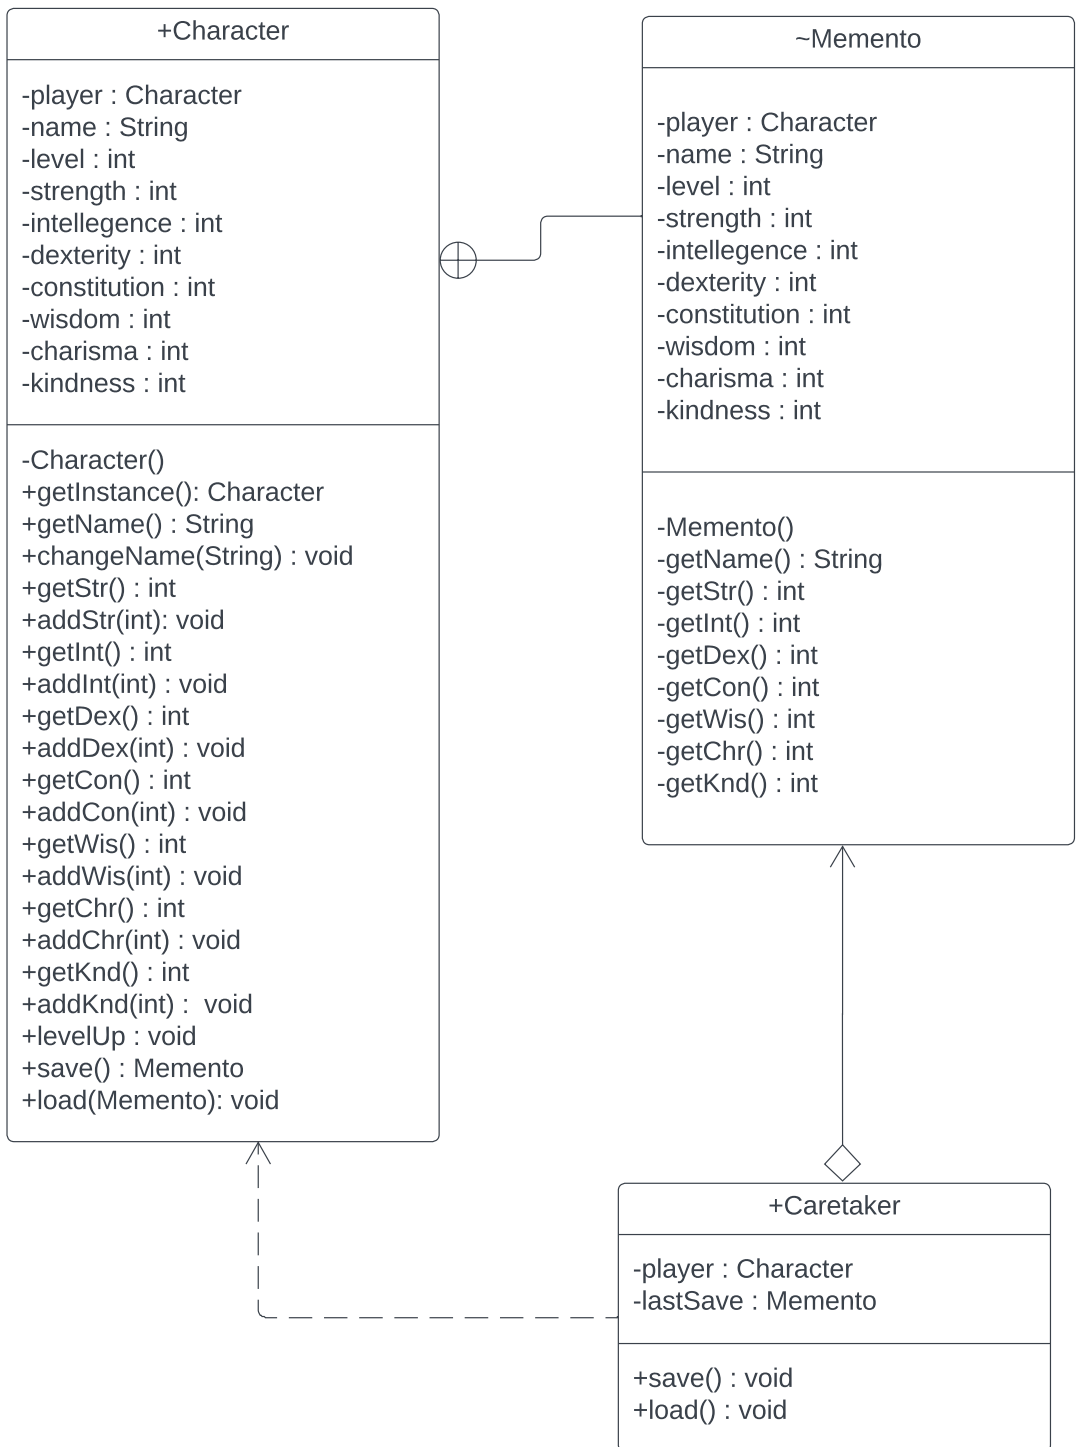 +Character
-player : Character
-name : String
-level : int
-strength : int
-intellegence : int
-dexterity : int
-constitution : int
-wisdom : int
-charisma : int
-kindness : int
-Character()
+getInstance(): Character
+getName() : String
+changeName(String) : void
+getStr() : int
+addStr(int): void
+getInt() : int
+addInt(int) : void
+getDex() : int
+addDex(int) : void
+getCon() : int
+addCon(int) : void
+getWis() : int
+addWis(int) : void
+getChr() : int
+addChr(int) : void
+getKnd() : int
+addKnd(int) :  void
+levelUp : void
+save() : Memento
+load(Memento): void
~Memento
-player : Character
-name : String
-level : int
-strength : int
-intellegence : int
-dexterity : int
-constitution : int
-wisdom : int
-charisma : int
-kindness : int
-Memento()
-getName() : String
-getStr() : int
-getInt() : int
-getDex() : int
-getCon() : int
-getWis() : int
-getChr() : int
-getKnd() : int
+Caretaker
-player : Character
-lastSave : Memento
+save() : void
+load() : void